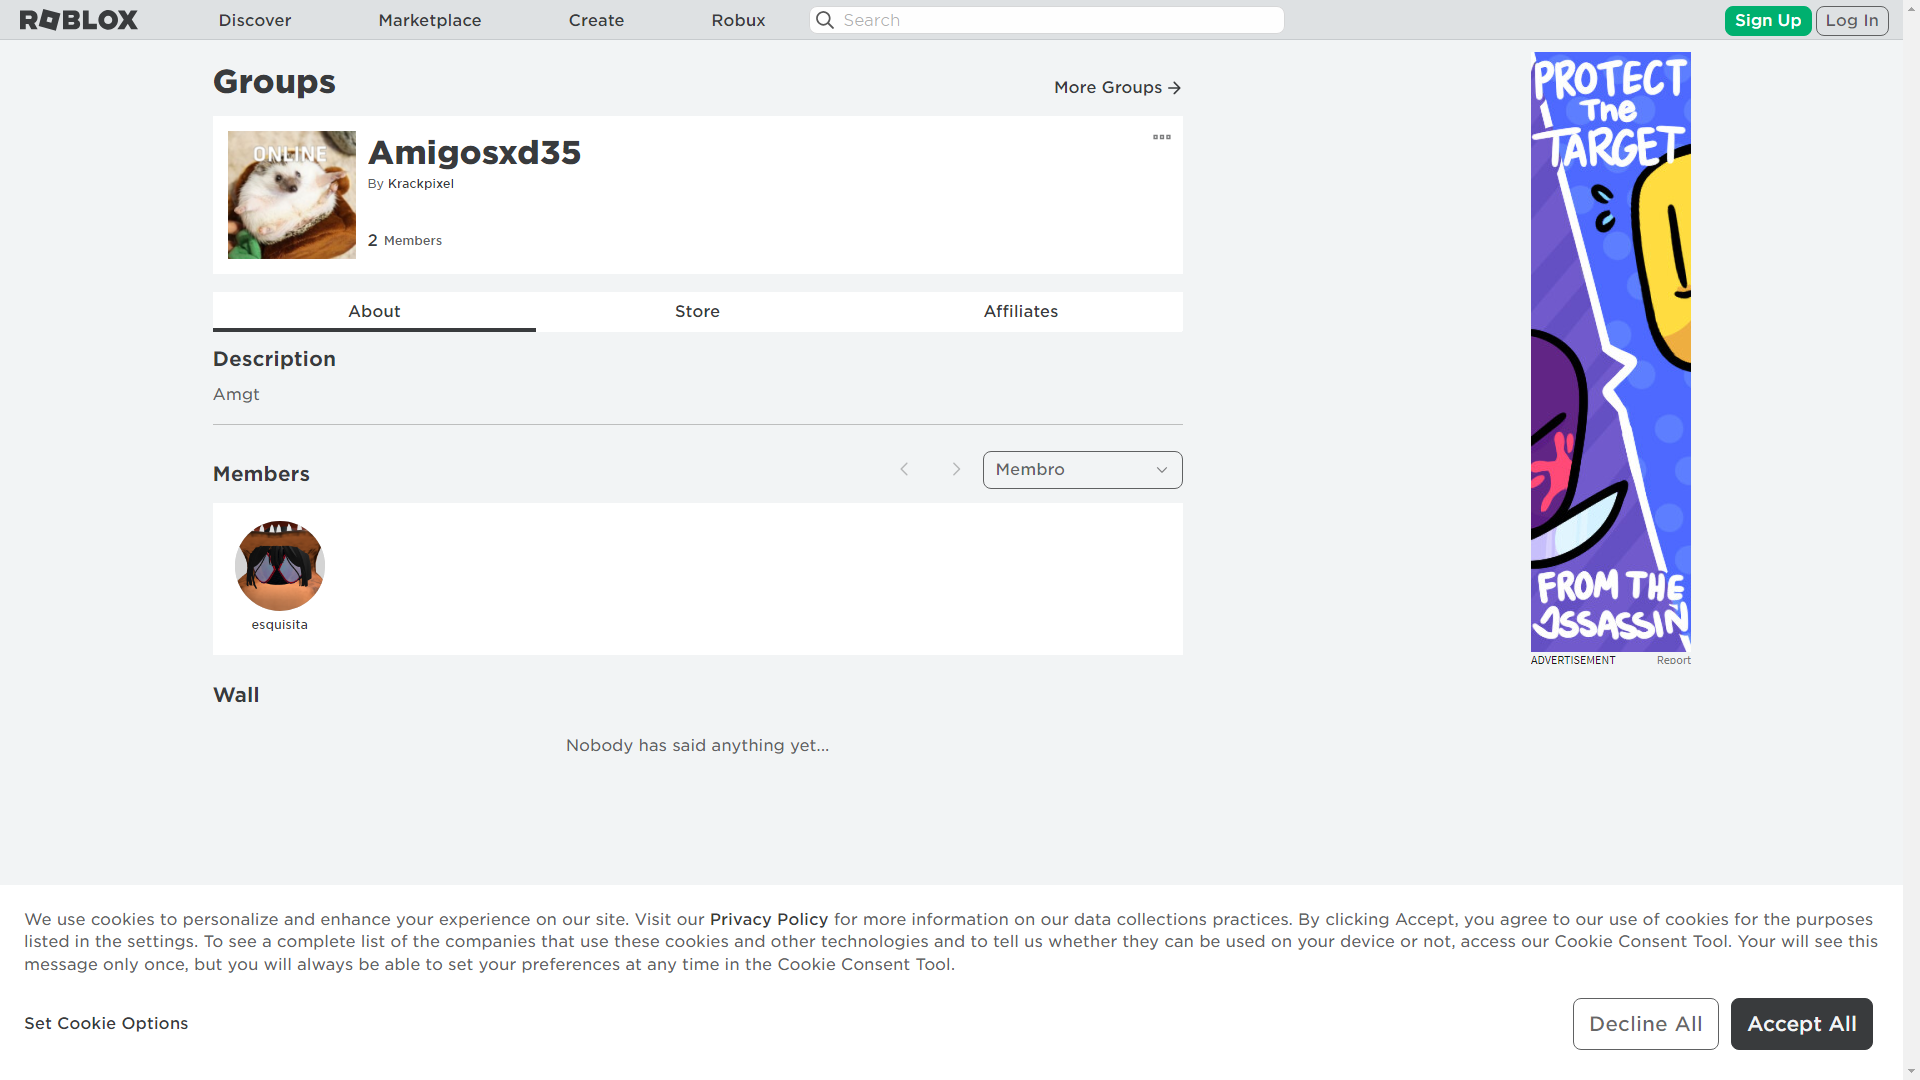 ROBLOX
Discover
Marketplace
Create
Robux
Search
Sign Up
Log In
Groups
More Groups
ONLINE
Amigosxd35
By Krackpixel
2 Members
About
Store
Affiliates
Description
Amgt
Members
Membro
esquisita
Wall
Nobody has said anything yet...
PROTECT
The
TARGET
FROM THE
ASSASSIN
ADVERTISEMENT
Report
We use cookies to personalize and enhance your experience on our site. Visit our Privacy Policy for more information on our data collections practices. By clicking Accept, you agree to our use of cookies for the purposes
listed in the settings. To see a complete list of the companies that use these cookies and other technologies and to tell us whether they can be used on your device or not, access our Cookie Consent Tool. Your will see this
message only once, but you will always be able to set your preferences at any time in the Cookie Consent Tool.
Set Cookie Options
Decline All
Accept All